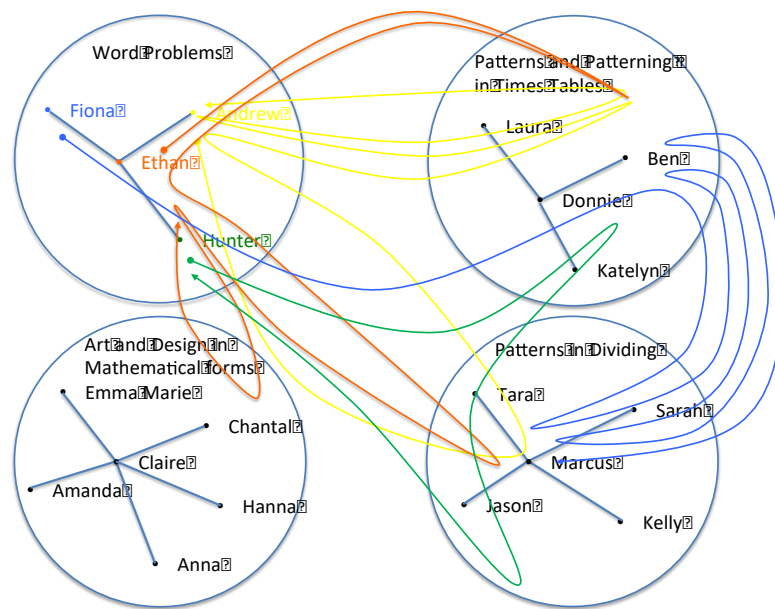 Word Problems
Fiona
Andrew
Ethan
Hunter
Patterns and Patterning
in Times Tables
Laura
Ben
Donnie
Katelyn
Art and Design in
Mathematical forms
Emma Marie
Chantal
Claire
Amanda
Hanna
Anna
Patterns in Dividing
Tara
Sarah
Marcus
Jason
Kelly